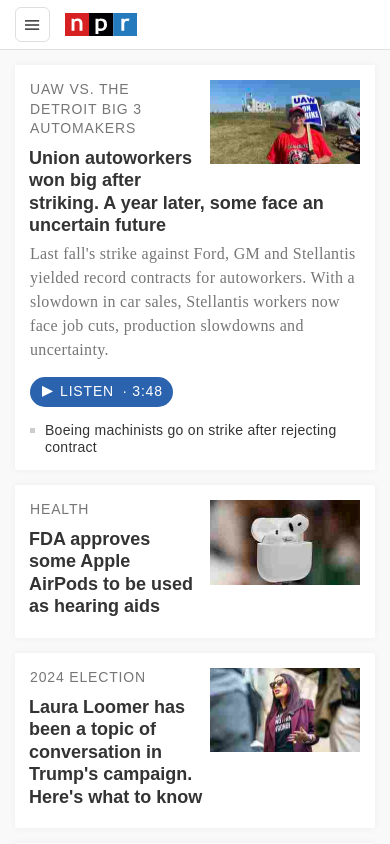 npr
UAW VS. THE
DETROIT BIG 3
AUTOMAKERS
UAW
ON
STRIKE
Union autoworkers
won big after
striking. A year later, some face an
uncertain future
Last fall's strike against Ford, GM and Stellantis
yielded record contracts for autoworkers. With a
slowdown in car sales, Stellantis workers now
face job cuts, production slowdowns and
uncertainty.
LISTEN · 3:48
Boeing machinists go on strike after rejecting
contract
HEALTH
FDA approves
some Apple
AirPods to be used
as hearing aids
2024 ELECTION
Laura Loomer has
been a topic of
conversation in
Trump's campaign.
Here's what to know